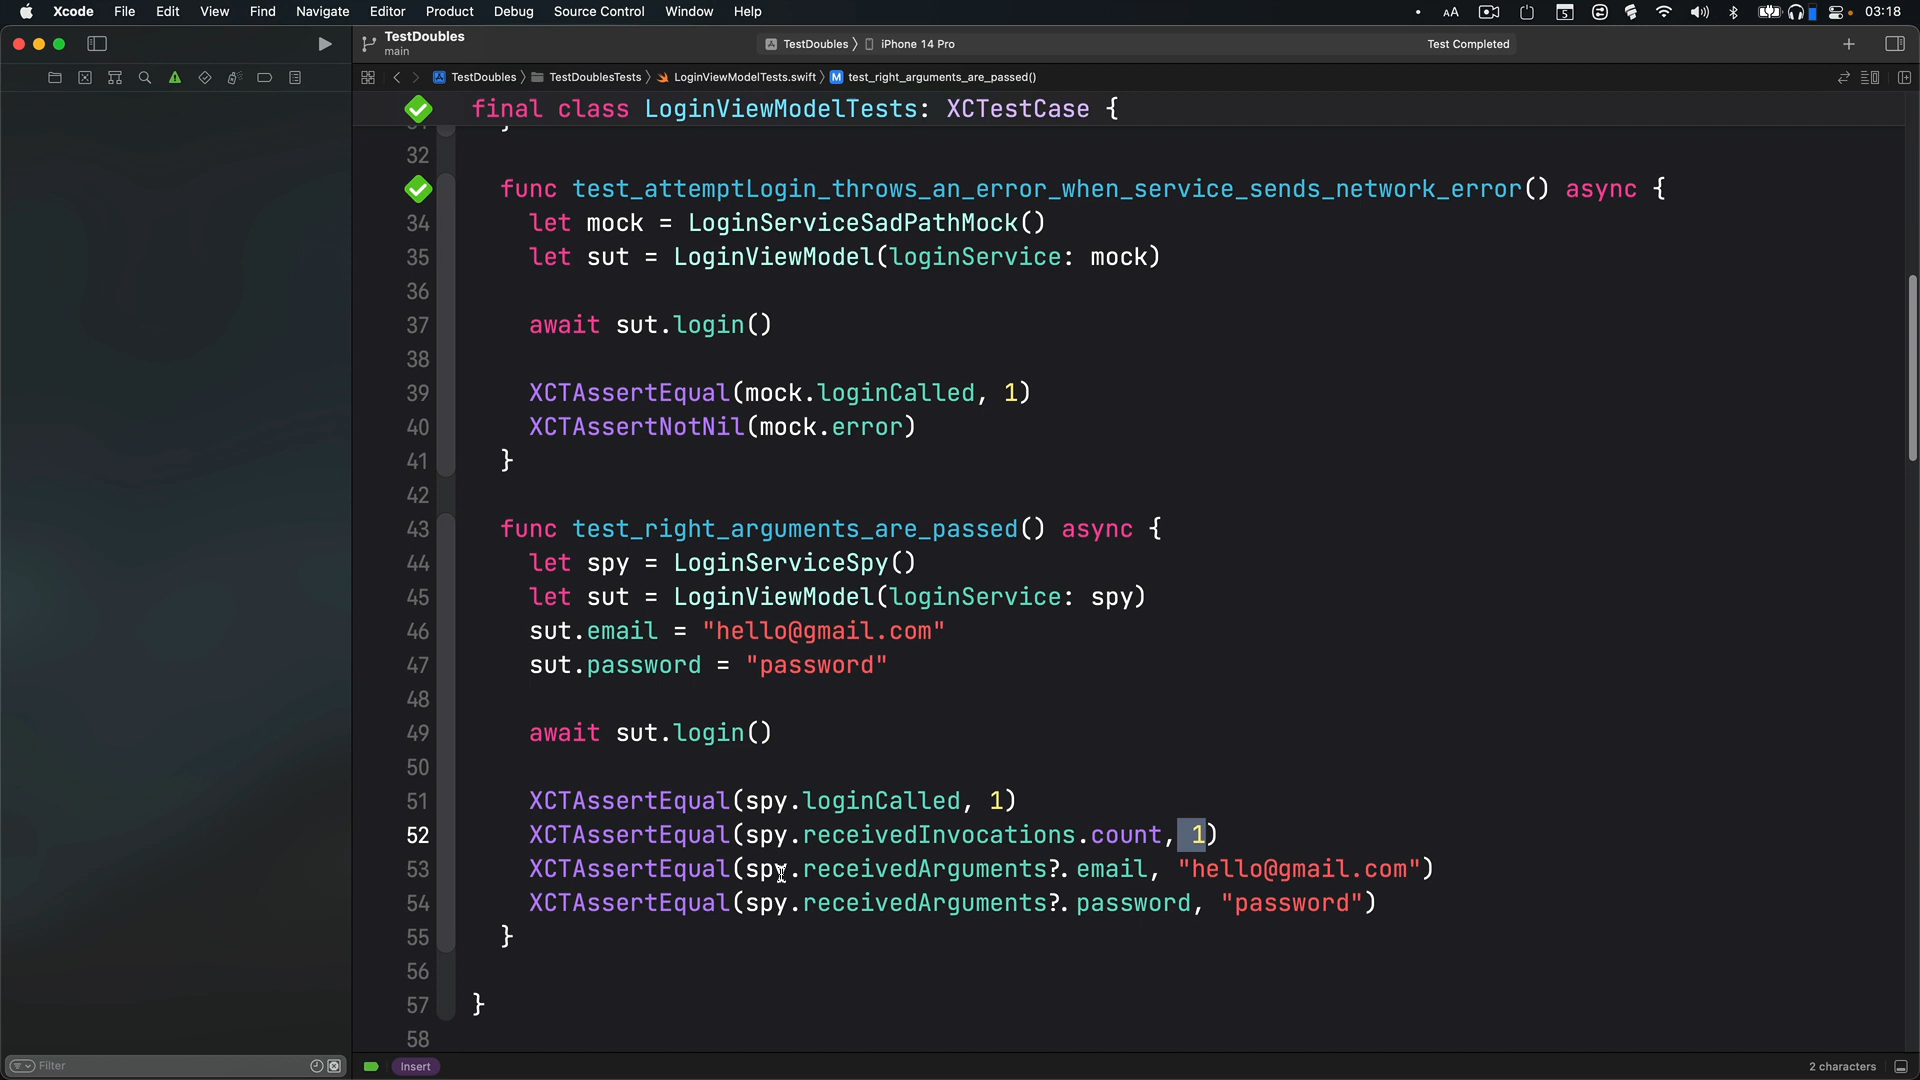 Xcode File Edit View Find Navigate Editor Product Debug Source Control Window Help
AA 5 03:18
TestDoubles
main
TestDoubles iPhone 14 Pro
Test Completed
TestDoubles TestDoublesTests LoginViewModelTests.swift M test_right_arguments_are_passed()
final class LoginViewModelTests: XCTestCase {
32
func test_attemptLogin_throws_an_error_when_service_sends_network_error() async {
34 let mock = LoginServiceSadPathMock()
35 let sut = LoginViewModel(loginService: mock)
36
37 await sut.login()
38
39 XCTAssertEqual(mock.loginCalled, 1)
40 XCTAssertNotNil(mock.error)
41 }
42
43 func test_right_arguments_are_passed() async {
44 let spy = LoginServiceSpy()
45 let sut = LoginViewModel(loginService: spy)
46 sut.email = "hello@gmail.com"
47 sut.password = "password"
48
49 await sut.login()
50
51 XCTAssertEqual(spy.loginCalled, 1)
52 XCTAssertEqual(spy.receivedInvocations.count, 1)
53 XCTAssertEqual(spy.receivedArguments?.email, "hello@gmail.com")
54 XCTAssertEqual(spy.receivedArguments?.password, "password")
55 }
56
57 }
58
Filter
Insert
2 characters